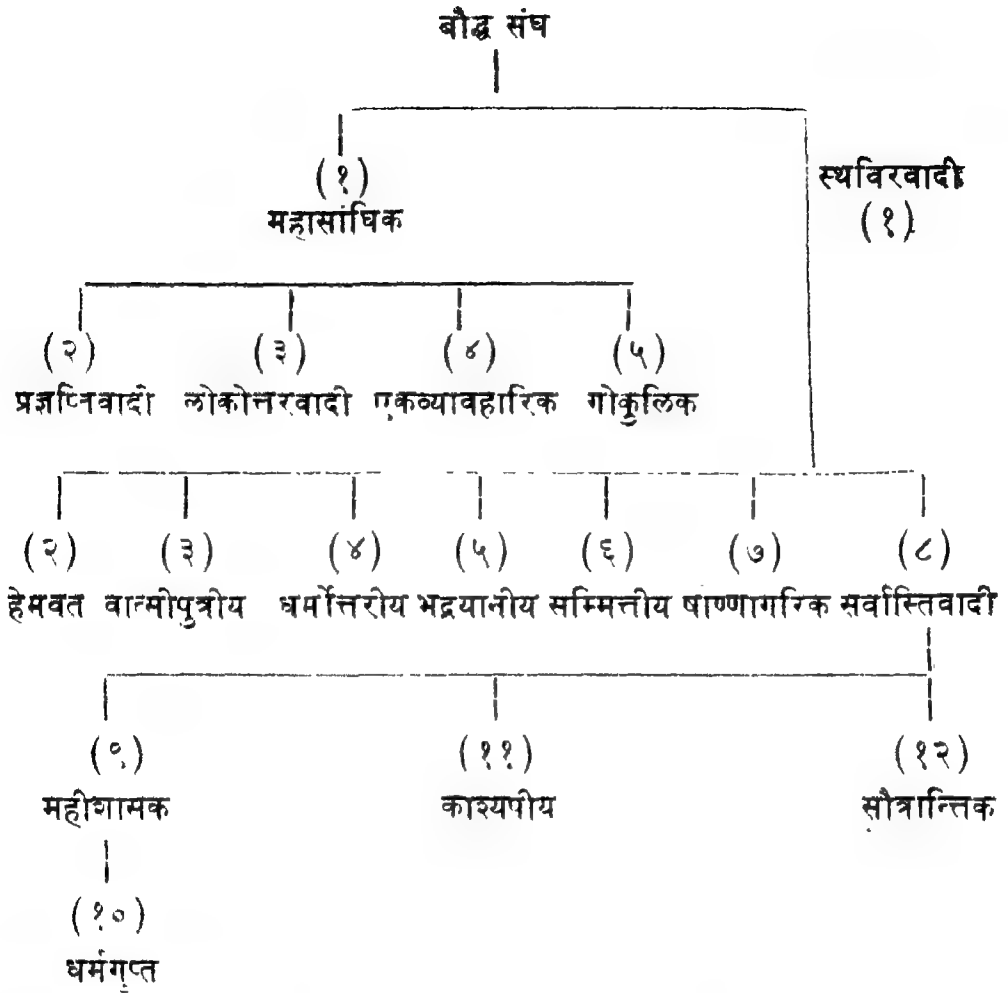 बौद्ध संघ
(१)
महासांघिक
स्थविरवादी
(१)
(२) (३) (४) (५)
प्रज्ञप्तिवादी लोकोत्तरवादी एकव्यावहारिक गोकुलिक
(२) (३) (४) (५) (६) (७) (८)
हेमवत वात्सीपुत्रीय धर्मोत्तरीय भद्रयानीय सम्मित्तीय षाण्णागरिक सर्वास्तिवादी
(९) (११) (१२)
महीशासक काश्यपीय सौत्रान्त्तिक
(१०)
धर्मगुप्त